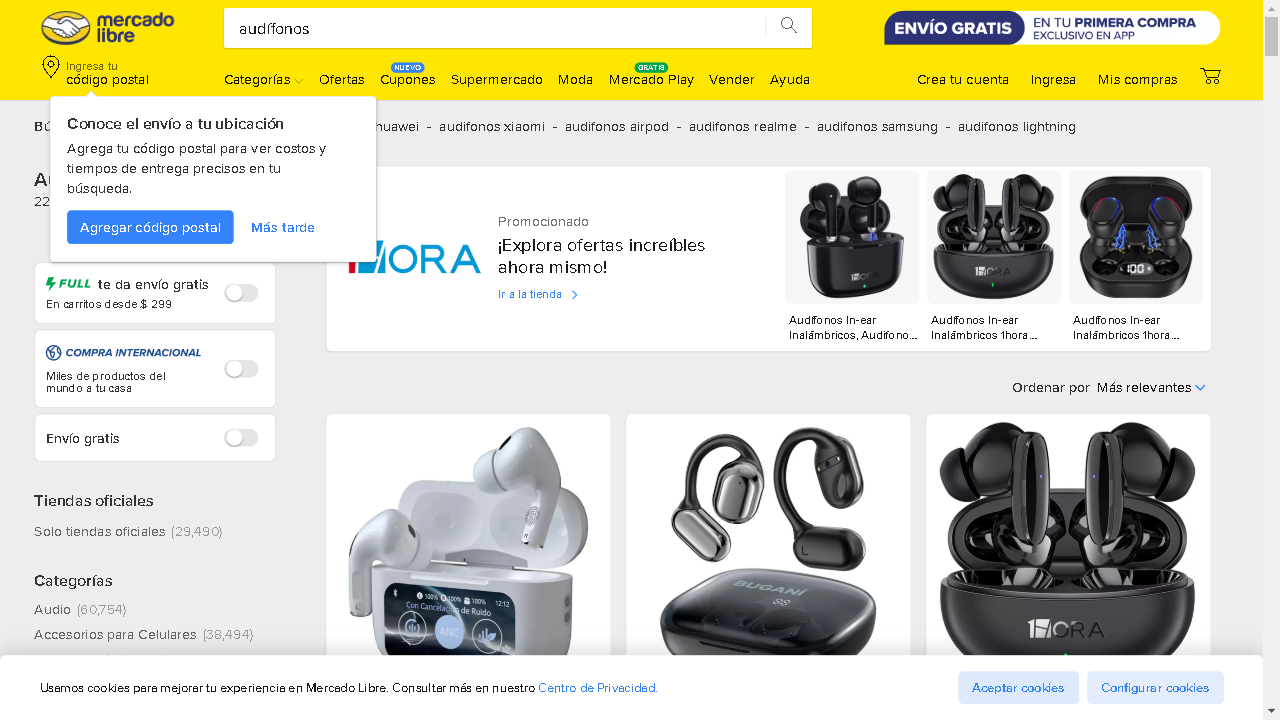 mercado
libre
audífonos
ENVÍO GRATIS
EN TU PRIMERA COMPRA
EXCLUSIVO EN APP
Ingresa tu
código postal
Categorías
Ofertas
NUEVO
Cupones
Supermercado
Moda
GRATIS
Mercado Play
Vender
Ayuda
Crea tu cuenta
Ingresa
Mis compras
Conoce el envío a tu ubicación
Agrega tu código postal para ver costos y
tiempos de entrega precisos en tu
búsqueda.
Agregar código postal
Más tarde
huawei - audifonos xiaomi - audifonos airpod - audifonos realme - audifonos samsung - audifonos lightning
1HORA
Promocionado
¡Explora ofertas increíbles
ahora mismo!
Ir a la tienda
1HORA
Audífonos In-ear
Inalámbricos, Audífono...
1HORA
Audífonos In-ear
Inalámbricos 1hora...
100
Audífonos In-ear
Inalámbricos 1hora...
FULL te da envío gratis
En carritos desde $ 299
COMPRA INTERNACIONAL
Miles de productos del
mundo a tu casa
Envío gratis
Ordenar por Más relevantes
Tiendas oficiales
Solo tiendas oficiales (29,490)
Categorías
Audio (60,754)
Accesorios para Celulares (38,494)
100% 100% 100% 12:12
Con Cancelación de Ruido
ANC
L
BUGANI
1HORA
Usamos cookies para mejorar tu experiencia en Mercado Libre. Consultar más en nuestro Centro de Privacidad.
Aceptar cookies
Configurar cookies